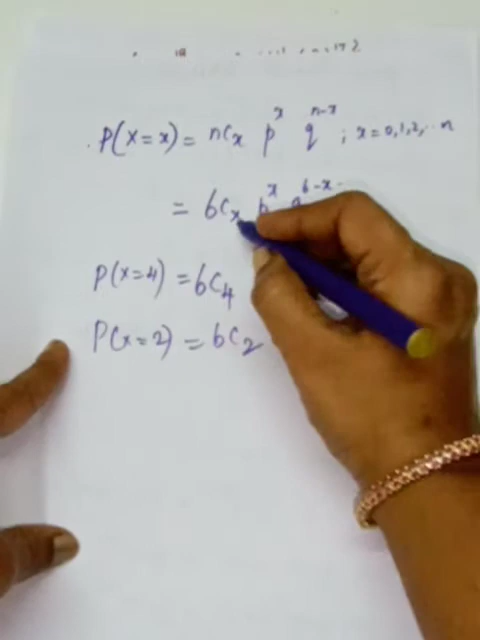 P(X=x) = nCx p^x q^n-x ; x=0,1,2,..n
= 6Cx p^x q^6-x
P(x=4) = 6C4
P(x=2) = 6C2